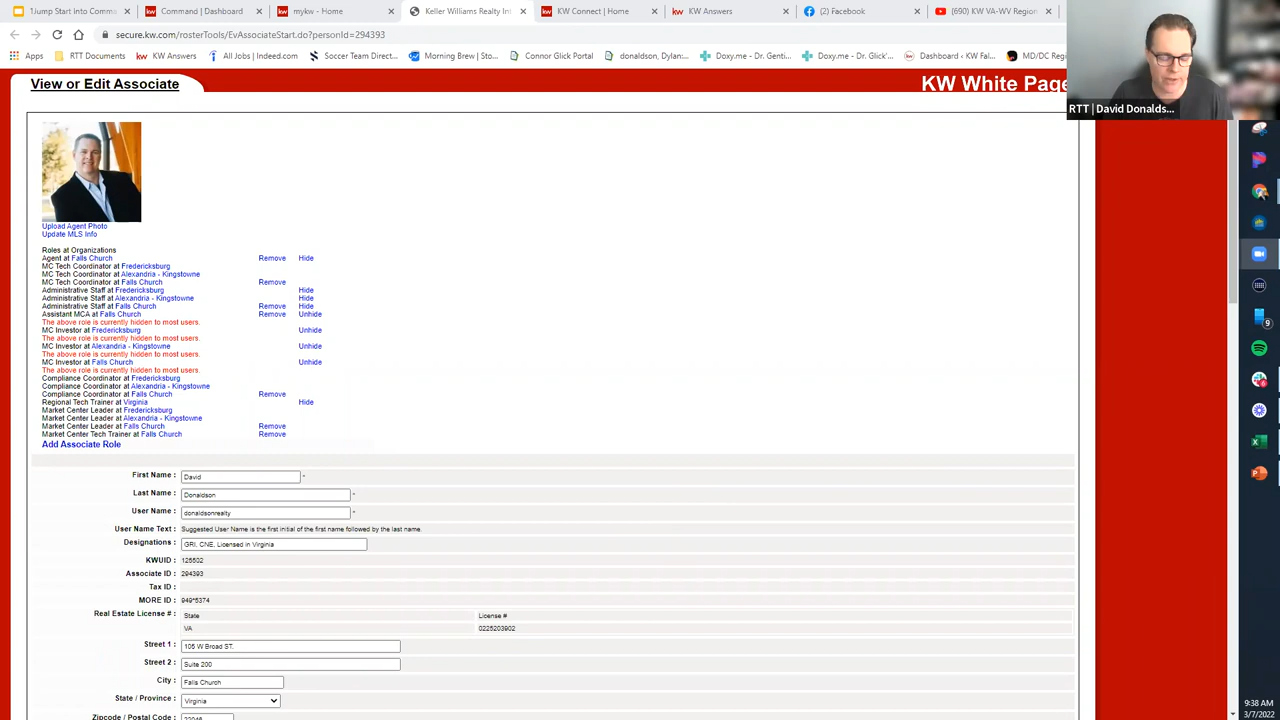 1.Jump Start into Comma
Command | Dashboard
mykw - Home
Keller Williams Realty Int
KW Connect | Home
KW Answers
(2) Facebook
(690) KW VA-WV Region
secure.kw.com/rosterTools/EvAssociateStart.do?personId=294393
Apps
RTT Documents
KW Answers
All Jobs | Indeed.com
Soccer Team Direct...
Morning Brew - St...
Connor Glick Portal
donaldson, Dylan:...
Doxy.me - Dr. Genti...
Doxy.me - Dr. Glick'...
Dashboard ‹ KW Fal...
MD/DC Regi
View or Edit Associate
KW White Page
RTT | David Donalds...
Upload Agent Photo
Update MLS Info
Roles at Organizations
Agent at Falls Church Remove Hide
MC Tech Coordinator at Fredericksburg
MC Tech Coordinator at Alexandria - Kingstowne
MC Tech Coordinator at Falls Church Remove
Administrative Staff at Fredericksburg Hide
Administrative Staff at Alexandria - Kingstowne Hide
Administrative Staff at Falls Church Remove Hide
Assistant MCA at Falls Church Remove Unhide
The above role is currently hidden to most users.
MC Investor at Fredericksburg Unhide
The above role is currently hidden to most users.
MC Investor at Alexandria - Kingstowne Unhide
The above role is currently hidden to most users.
MC Investor at Falls Church Unhide
The above role is currently hidden to most users.
Compliance Coordinator at Fredericksburg
Compliance Coordinator at Alexandria - Kingstowne
Compliance Coordinator at Falls Church Remove
Regional Tech Trainer at Virginia Hide
Market Center Leader at Fredericksburg
Market Center Leader at Alexandria - Kingstowne
Market Center Leader at Falls Church Remove
Market Center Tech Trainer at Falls Church Remove
Add Associate Role
First Name : David *
Last Name : Donaldson *
User Name : donaldsonrealty *
User Name Text : Suggested User Name is the first initial of the first name followed by the last name.
Designations : GRI, CNE, Licensed in Virginia
KWUID : 125502
Associate ID : 294393
Tax ID :
MORE ID : 949*5374
Real Estate License # : State License #
VA 0225203902
Street 1 : 105 W Broad ST.
Street 2 : Suite 200
City : Falls Church
State / Province : Virginia
Zipcode / Postal Code : 22046
9
6
9:38 AM
3/7/2022